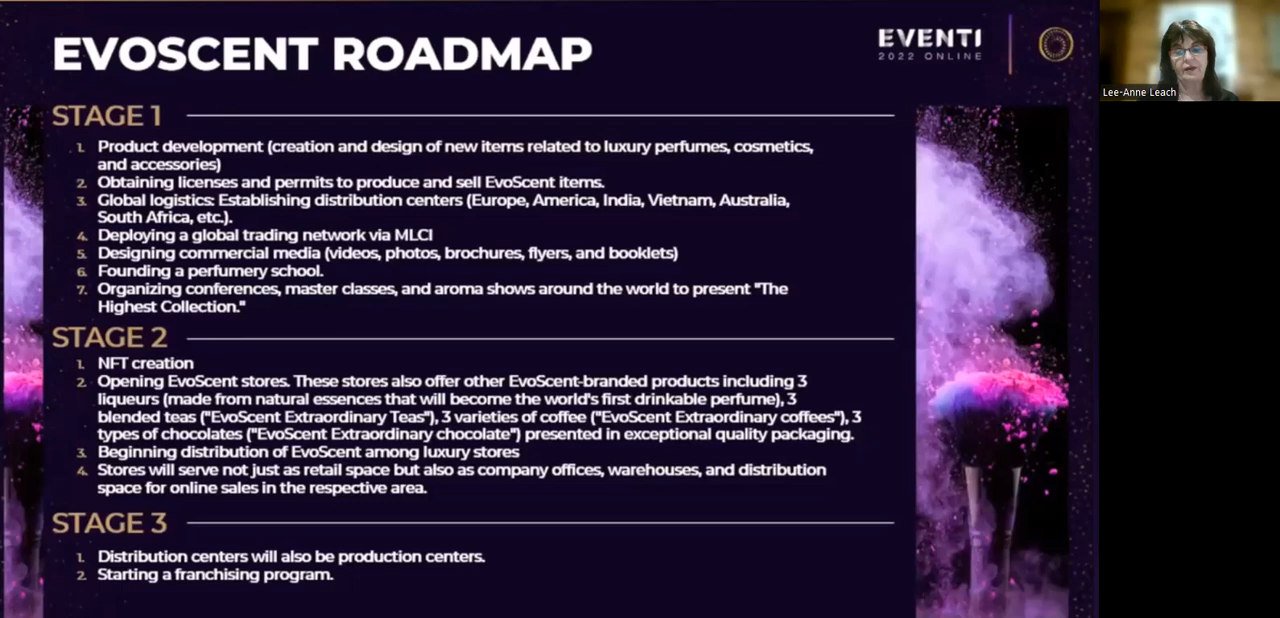 EVOSCENT ROADMAP
EVENTI
2022 ONLINE
Lee-Anne Leach
STAGE 1
1. Product development (creation and design of new items related to luxury perfumes, cosmetics,
and accessories)
2. Obtaining licenses and permits to produce and sell EvoScent items.
3. Global logistics: Establishing distribution centers (Europe, America, India, Vietnam, Australia,
South Africa, etc.).
4. Deploying a global trading network via MLCI
5. Designing commercial media (videos, photos, brochures, flyers, and booklets)
6. Founding a perfumery school.
7. Organizing conferences, master classes, and aroma shows around the world to present "The
Highest Collection."
STAGE 2
1. NFT creation
2. Opening EvoScent stores. These stores also offer other EvoScent-branded products including 3
liqueurs (made from natural essences that will become the world's first drinkable perfume), 3
blended teas ("EvoScent Extraordinary Teas"), 3 varieties of coffee ("EvoScent Extraordinary coffees"), 3
types of chocolates ("EvoScent Extraordinary chocolate") presented in exceptional quality packaging.
3. Beginning distribution of EvoScent among luxury stores
4. Stores will serve not just as retail space but also as company offices, warehouses, and distribution
space for online sales in the respective area.
STAGE 3
1. Distribution centers will also be production centers.
2. Starting a franchising program.